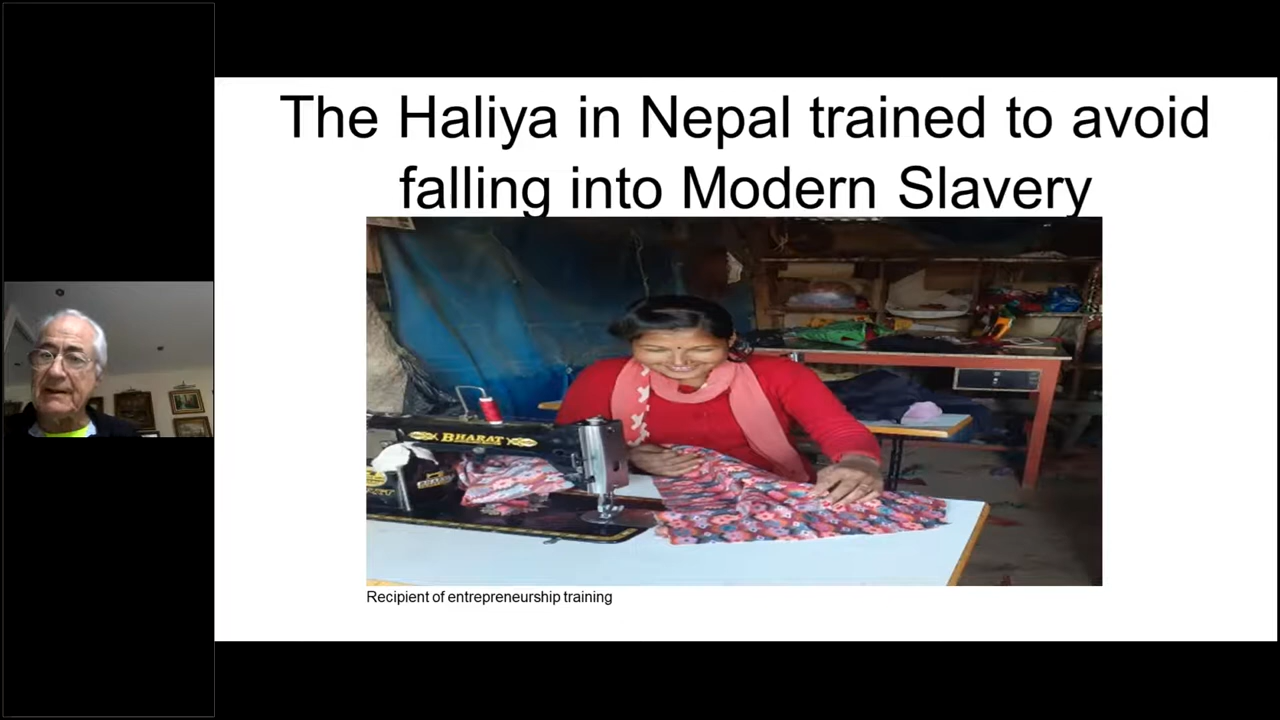 The Haliya in Nepal trained to avoid
falling into Modern Slavery
BHARAT
Recipient of entrepreneurship training